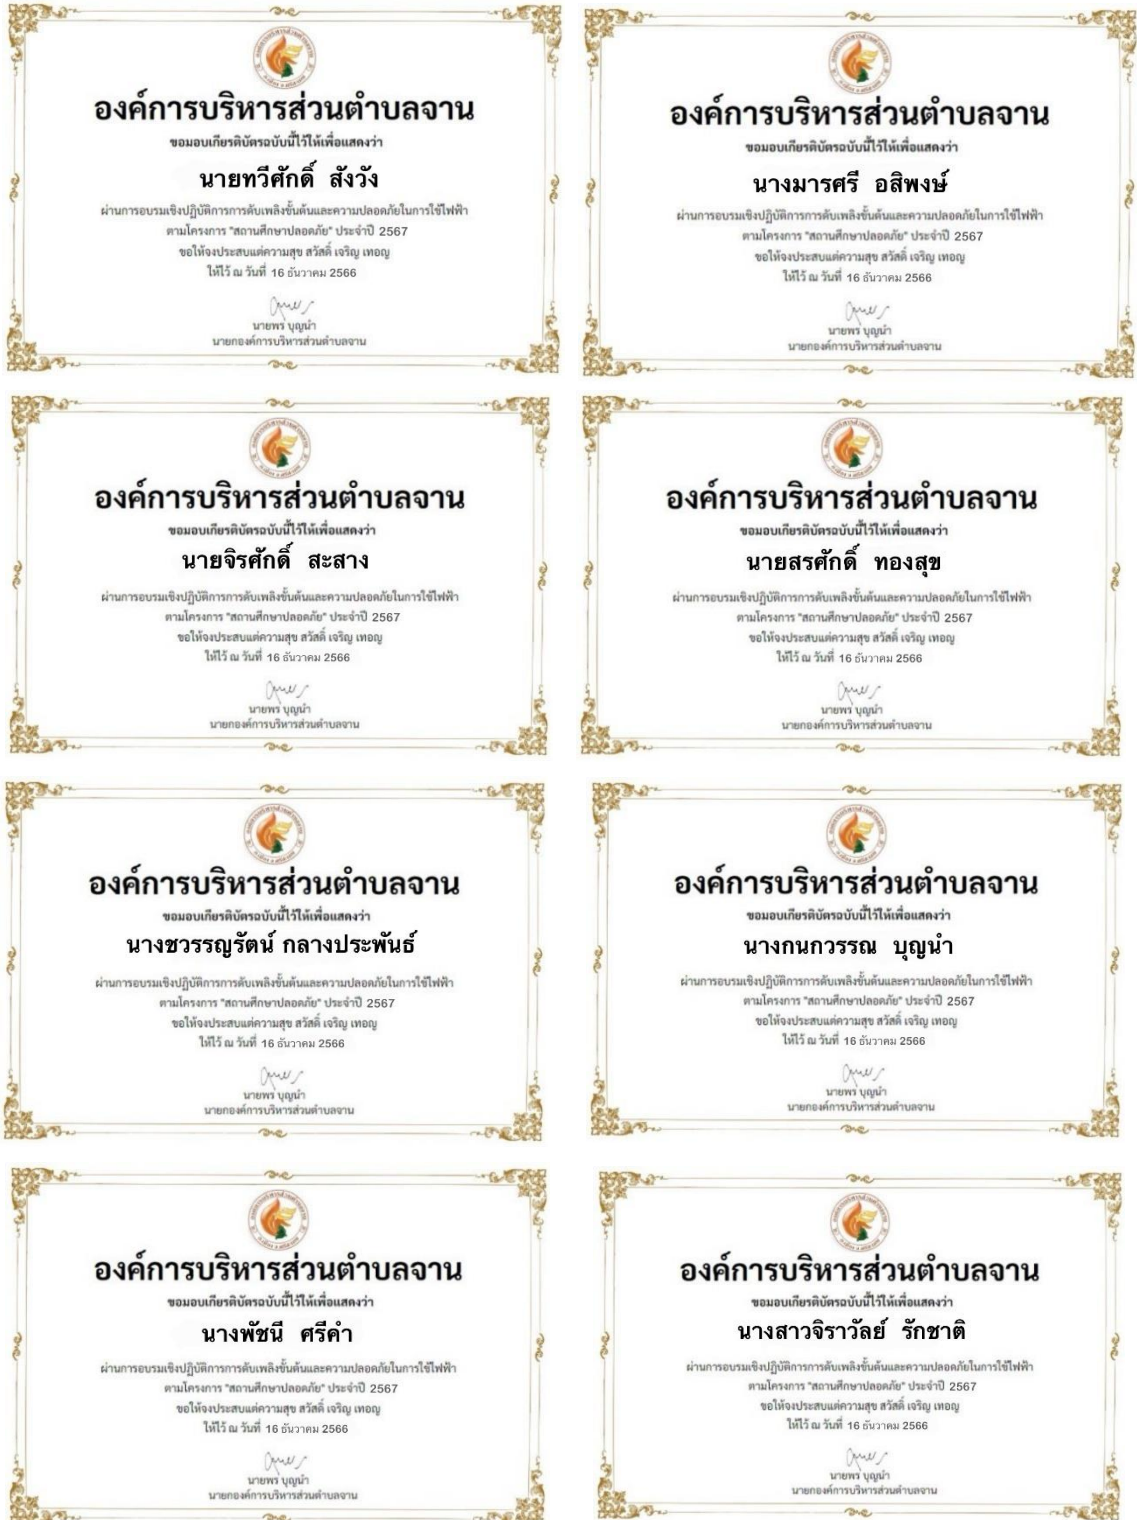 องค์การบริหารส่วนตำบลจาน
ขอมอบเกียรติบัตรฉบับนี้ไว้ให้เพื่อแสดงว่า
นายทวีศักดิ์ สังวัง
ผ่านการอบรมเชิงปฏิบัติการการดับเพลิงขั้นต้นและความปลอดภัยในการใช้ไฟฟ้า
ตามโครงการ "สถานศึกษาปลอดภัย" ประจำปี 2567
ขอให้จงประสบแต่ความสุข สวัสดิ์ เจริญ เทอญ
ให้ไว้ ณ วันที่ 16 ธันวาคม 2566
นายพร บุญนำ
นายกองค์การบริหารส่วนตำบลจาน
องค์การบริหารส่วนตำบลจาน
ขอมอบเกียรติบัตรฉบับนี้ไว้ให้เพื่อแสดงว่า
นางมารศรี อสิพงษ์
ผ่านการอบรมเชิงปฏิบัติการการดับเพลิงขั้นต้นและความปลอดภัยในการใช้ไฟฟ้า
ตามโครงการ "สถานศึกษาปลอดภัย" ประจำปี 2567
ขอให้จงประสบแต่ความสุข สวัสดิ์ เจริญ เทอญ
ให้ไว้ ณ วันที่ 16 ธันวาคม 2566
นายพร บุญนำ
นายกองค์การบริหารส่วนตำบลจาน
องค์การบริหารส่วนตำบลจาน
ขอมอบเกียรติบัตรฉบับนี้ไว้ให้เพื่อแสดงว่า
นายจิรศักดิ์ สะสาง
ผ่านการอบรมเชิงปฏิบัติการการดับเพลิงขั้นต้นและความปลอดภัยในการใช้ไฟฟ้า
ตามโครงการ "สถานศึกษาปลอดภัย" ประจำปี 2567
ขอให้จงประสบแต่ความสุข สวัสดิ์ เจริญ เทอญ
ให้ไว้ ณ วันที่ 16 ธันวาคม 2566
นายพร บุญนำ
นายกองค์การบริหารส่วนตำบลจาน
องค์การบริหารส่วนตำบลจาน
ขอมอบเกียรติบัตรฉบับนี้ไว้ให้เพื่อแสดงว่า
นายสรศักดิ์ ทองสุข
ผ่านการอบรมเชิงปฏิบัติการการดับเพลิงขั้นต้นและความปลอดภัยในการใช้ไฟฟ้า
ตามโครงการ "สถานศึกษาปลอดภัย" ประจำปี 2567
ขอให้จงประสบแต่ความสุข สวัสดิ์ เจริญ เทอญ
ให้ไว้ ณ วันที่ 16 ธันวาคม 2566
นายพร บุญนำ
นายกองค์การบริหารส่วนตำบลจาน
องค์การบริหารส่วนตำบลจาน
ขอมอบเกียรติบัตรฉบับนี้ไว้ให้เพื่อแสดงว่า
นางชวรรญรัตน์ กลางประพันธ์
ผ่านการอบรมเชิงปฏิบัติการการดับเพลิงขั้นต้นและความปลอดภัยในการใช้ไฟฟ้า
ตามโครงการ "สถานศึกษาปลอดภัย" ประจำปี 2567
ขอให้จงประสบแต่ความสุข สวัสดิ์ เจริญ เทอญ
ให้ไว้ ณ วันที่ 16 ธันวาคม 2566
นายพร บุญนำ
นายกองค์การบริหารส่วนตำบลจาน
องค์การบริหารส่วนตำบลจาน
ขอมอบเกียรติบัตรฉบับนี้ไว้ให้เพื่อแสดงว่า
นางกนกวรรณ บุญนำ
ผ่านการอบรมเชิงปฏิบัติการการดับเพลิงขั้นต้นและความปลอดภัยในการใช้ไฟฟ้า
ตามโครงการ "สถานศึกษาปลอดภัย" ประจำปี 2567
ขอให้จงประสบแต่ความสุข สวัสดิ์ เจริญ เทอญ
ให้ไว้ ณ วันที่ 16 ธันวาคม 2566
นายพร บุญนำ
นายกองค์การบริหารส่วนตำบลจาน
องค์การบริหารส่วนตำบลจาน
ขอมอบเกียรติบัตรฉบับนี้ไว้ให้เพื่อแสดงว่า
นางพัชนี ศรีคำ
ผ่านการอบรมเชิงปฏิบัติการการดับเพลิงขั้นต้นและความปลอดภัยในการใช้ไฟฟ้า
ตามโครงการ "สถานศึกษาปลอดภัย" ประจำปี 2567
ขอให้จงประสบแต่ความสุข สวัสดิ์ เจริญ เทอญ
ให้ไว้ ณ วันที่ 16 ธันวาคม 2566
นายพร บุญนำ
นายกองค์การบริหารส่วนตำบลจาน
องค์การบริหารส่วนตำบลจาน
ขอมอบเกียรติบัตรฉบับนี้ไว้ให้เพื่อแสดงว่า
นางสาวจิราวัลย์ รักชาติ
ผ่านการอบรมเชิงปฏิบัติการการดับเพลิงขั้นต้นและความปลอดภัยในการใช้ไฟฟ้า
ตามโครงการ "สถานศึกษาปลอดภัย" ประจำปี 2567
ขอให้จงประสบแต่ความสุข สวัสดิ์ เจริญ เทอญ
ให้ไว้ ณ วันที่ 16 ธันวาคม 2566
นายพร บุญนำ
นายกองค์การบริหารส่วนตำบลจาน